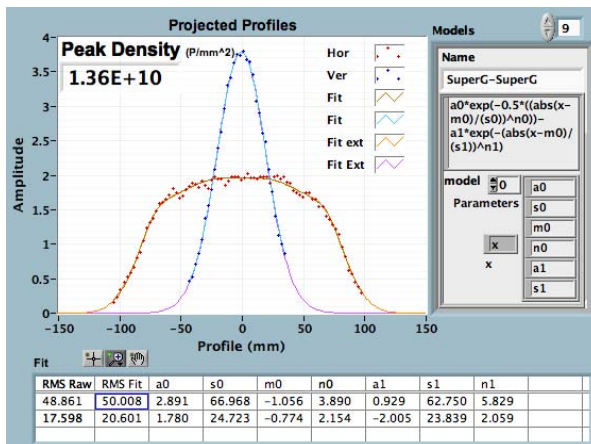 Projected Profiles
Peak Density (P/mm^2)
1.36E+10
Hor
Ver
Fit
Fit
Fit ext
Fit Ext
Amplitude
4-
3.5-
3-
2.5-
2-
1.5-
1-
0.5-
0-
-150 -100 -50 0 50 100 150
Profile (mm)
Models 9
Name
SuperG-SuperG
a0*exp(-0.5*((abs(x-
m0)/(s0))^n0))-
a1*exp(-(abs(x-m0)/
(s1))^n1)
model 0
Parameters
x
x
a0
s0
m0
n0
a1
s1
Fit
RMS Raw RMS Fit a0 s0 m0 n0 a1 s1 n1
48.861 50.008 2.891 66.968 -1.056 3.890 0.929 62.750 5.829
17.598 20.601 1.780 24.723 -0.774 2.154 -2.005 23.839 2.059